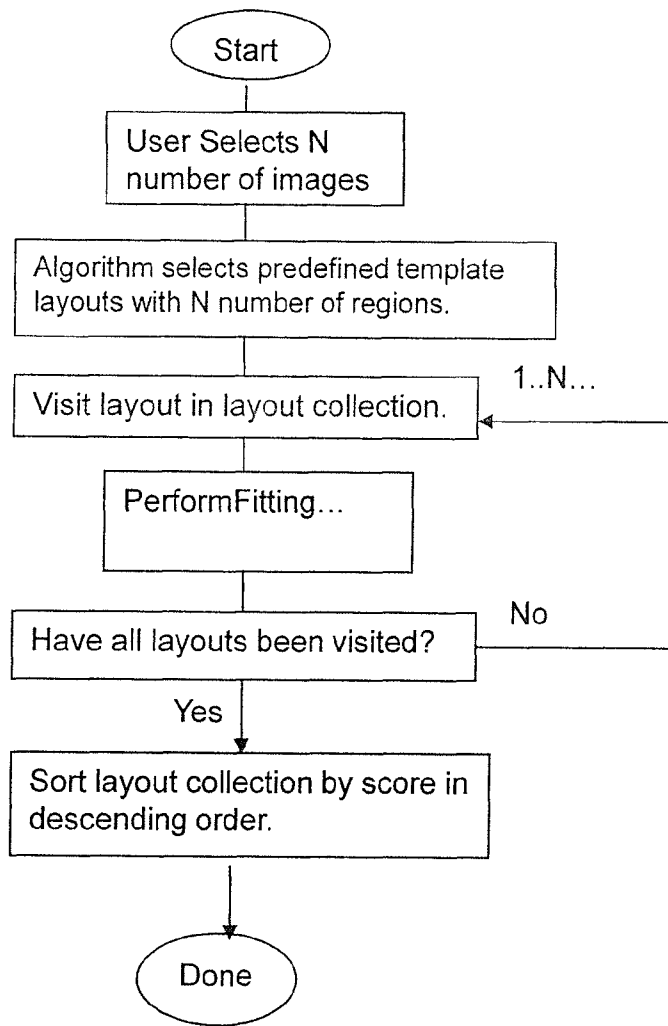 Start
User Selects N
number of images
Algorithm selects predefined template
layouts with N number of regions.
1..N...
Visit layout in layout collection.
PerformFitting...
Have all layouts been visited?
No
Yes
Sort layout collection by score in
descending order.
Done